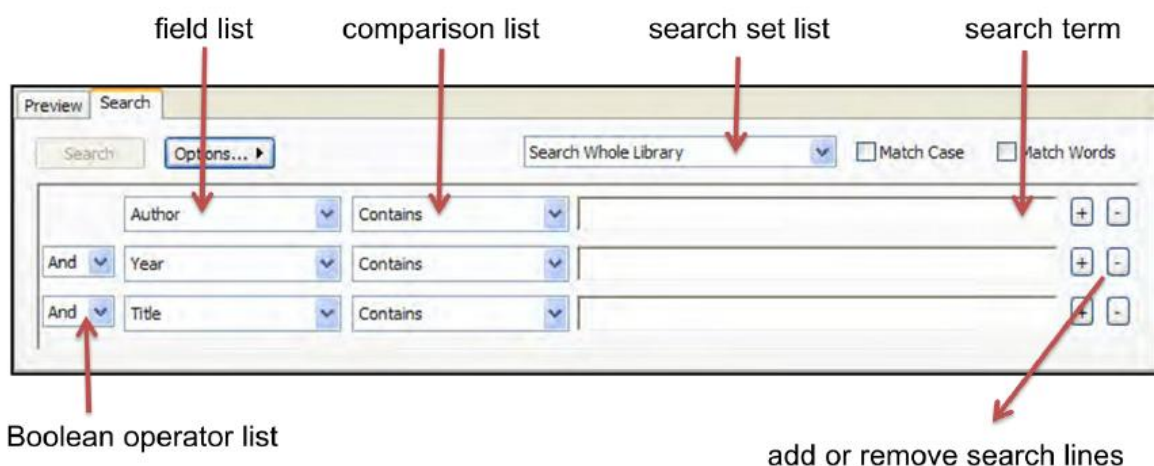 field list comparison list search set list search term
Preview Search
Search Options... Search Whole Library Match Case Match Words
Author Contains + -
And Year Contains + -
And Title Contains + -
Boolean operator list
add or remove search lines